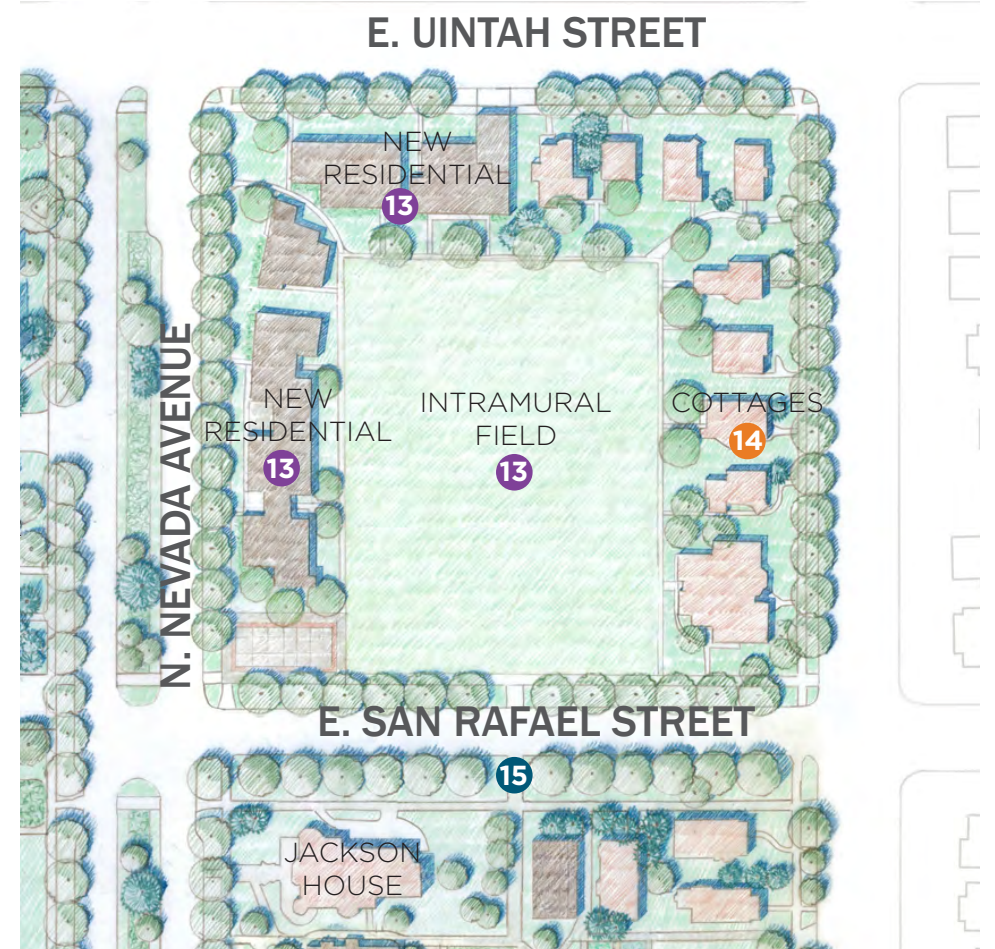 E. UINTAH STREET
NEW
RESIDENTIAL
13
N. NEVADA AVENUE
NEW
RESIDENTIAL
13
INTRAMURAL
FIELD
13
COTTAGES
14
E. SAN RAFAEL STREET
15
JACKSON
HOUSE